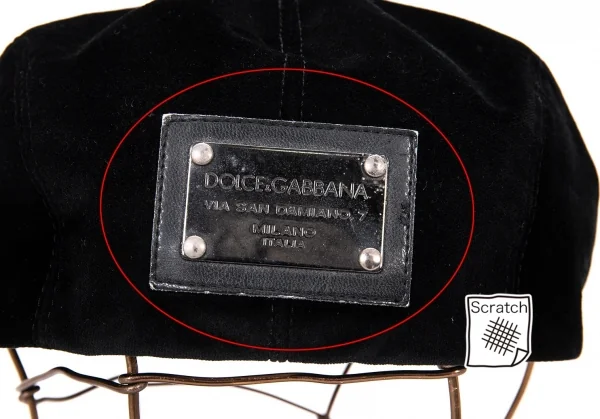 DOLCE&GABBANA
VIA SAN DAMIANO, 7
MILANO
ITALIA
Scratch